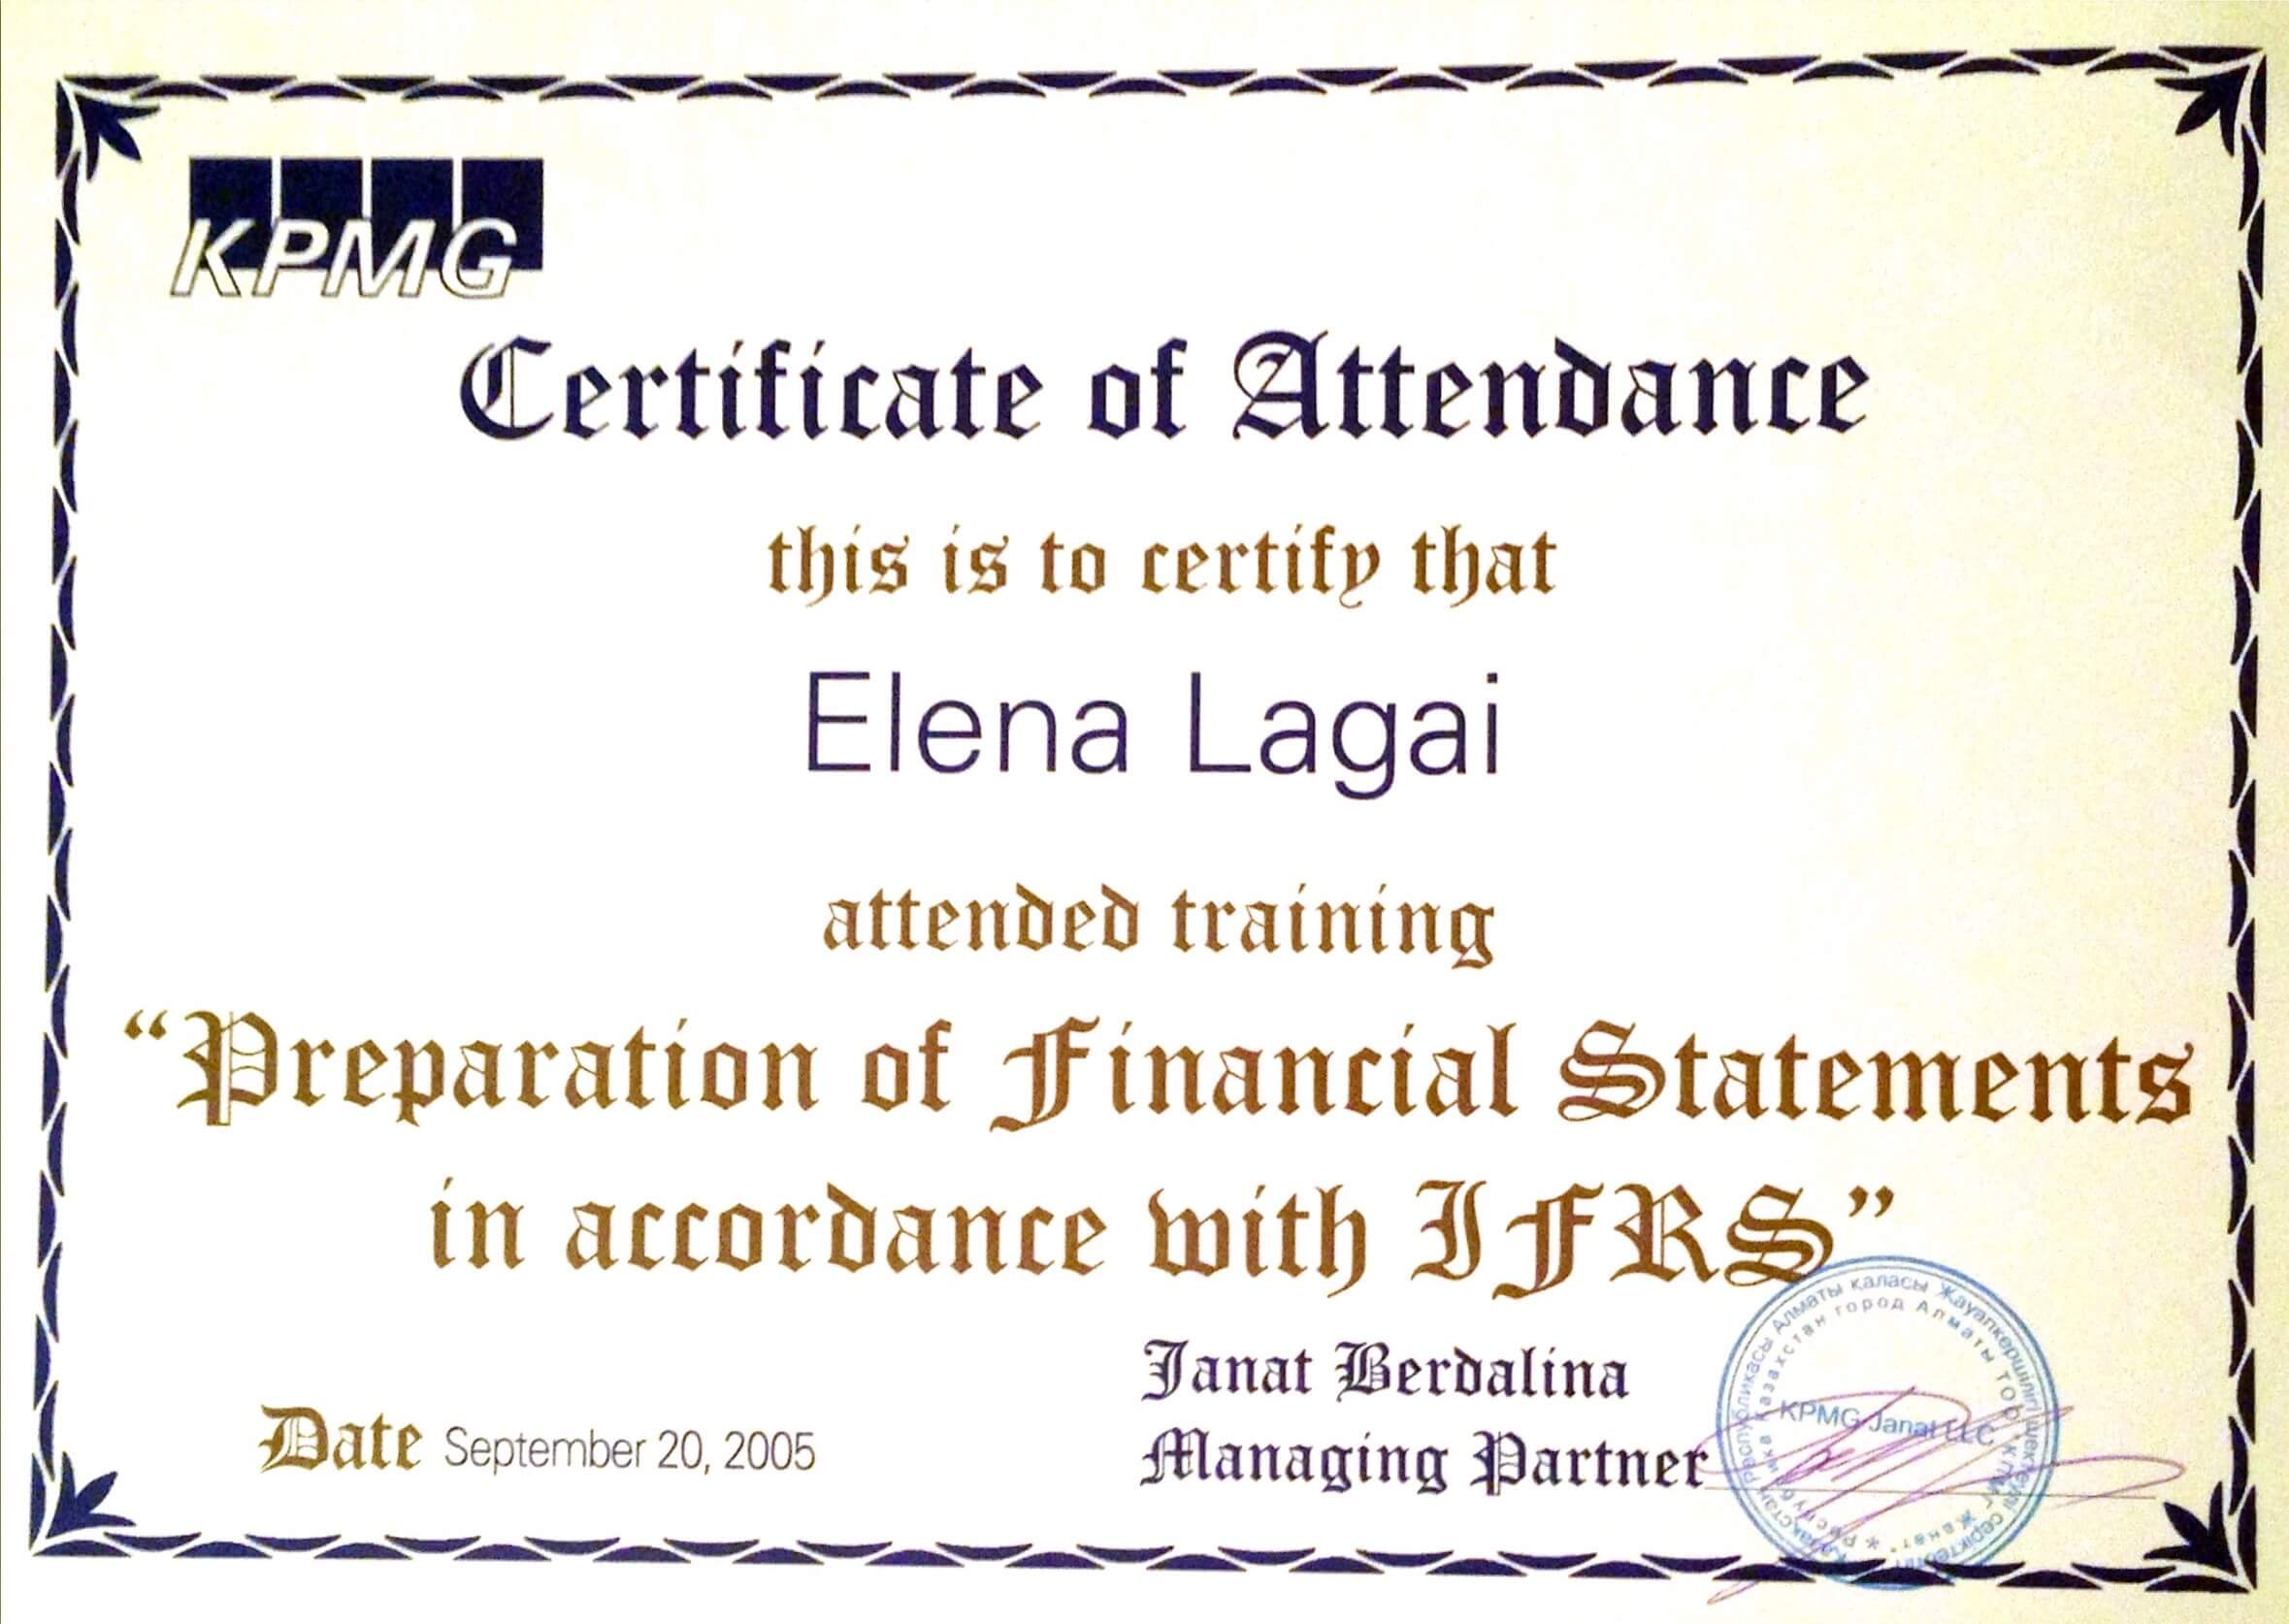 KPMG
Certificate of Attendance
this is to certify that
Elena Lagai
attended training
“Preparation of Financial Statements
in accordance with IFRS”
Janat Berdalina
Date September 20, 2005
Managing Partner
Қазақстан Республикасы Алматы қаласы Жауапкершілігі шектеулі
Республика Казахстан город Алматы ТОО
KPMG Janat LLC